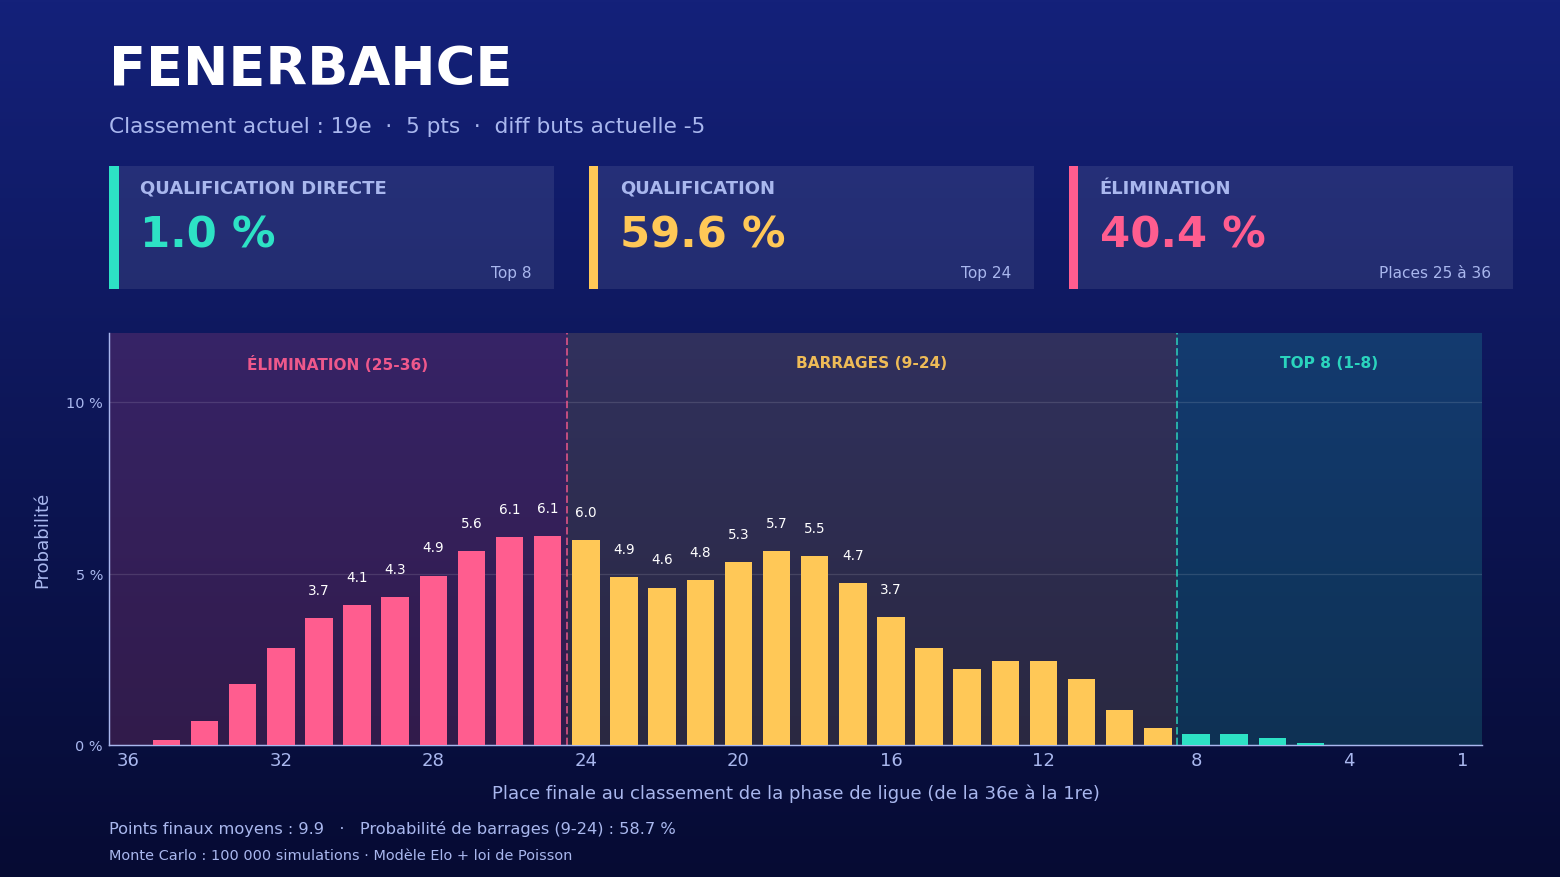 FENERBAHCE
Classement actuel : 19e · 5 pts · diff buts actuelle -5
QUALIFICATION DIRECTE
1.0 %
Top 8
QUALIFICATION
59.6 %
Top 24
ÉLIMINATION
40.4 %
Places 25 à 36
ÉLIMINATION (25-36)
BARRAGES (9-24)
TOP 8 (1-8)
Probabilité
10 %
5 %
0 %
3.7
4.1
4.3
4.9
5.6
6.1
6.1
6.0
4.9
4.6
4.8
5.3
5.7
5.5
4.7
3.7
36 32 28 24 20 16 12 8 4 1
Place finale au classement de la phase de ligue (de la 36e à la 1re)
Points finaux moyens : 9.9 · Probabilité de barrages (9-24) : 58.7 %
Monte Carlo : 100 000 simulations · Modèle Elo + loi de Poisson